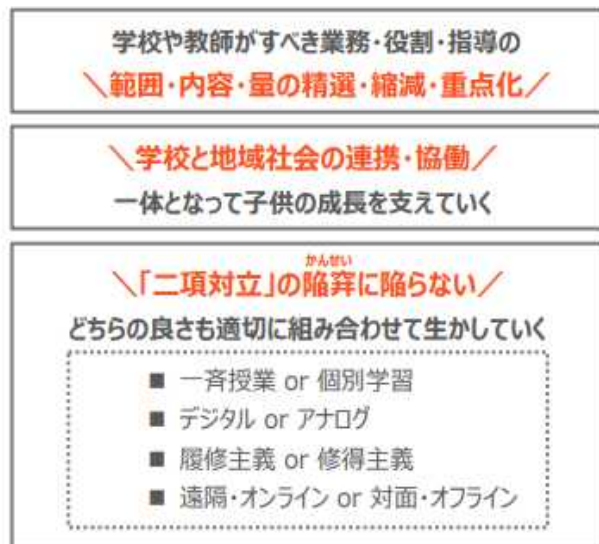 学校や教師がすべき業務・役割・指導の
＼範囲・内容・量の精選・縮減・重点化／
＼学校と地域社会の連携・協働／
一体となって子供の成長を支えていく
かんせい
＼「二項対立」の陥穽に陥らない／
どちらの良さも適切に組み合わせて生かしていく
■ 一斉授業 or 個別学習
■ デジタル or アナログ
■ 履修主義 or 修得主義
■ 遠隔・オンライン or 対面・オフライン